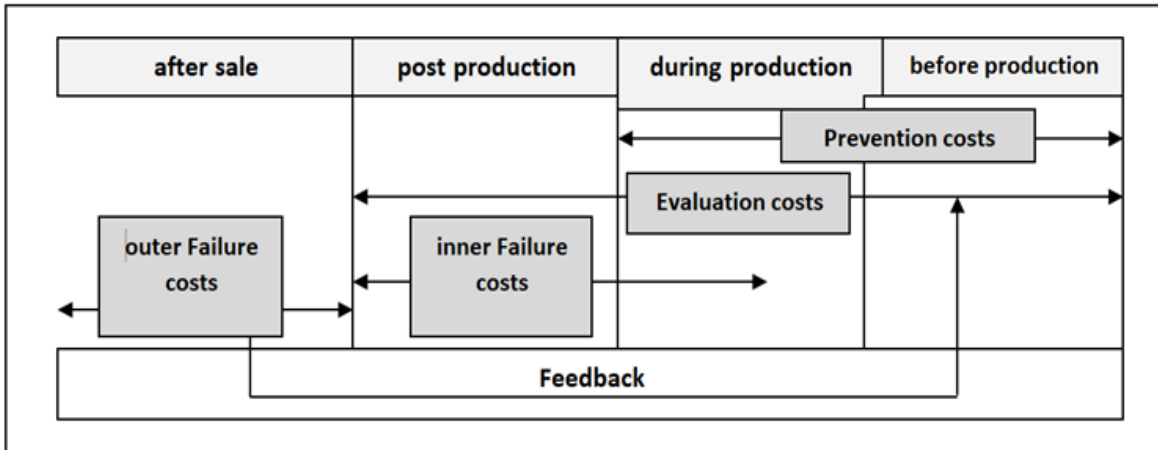 after sale
post production
during production
before production
Prevention costs
Evaluation costs
outer Failure
costs
inner Failure
costs
Feedback